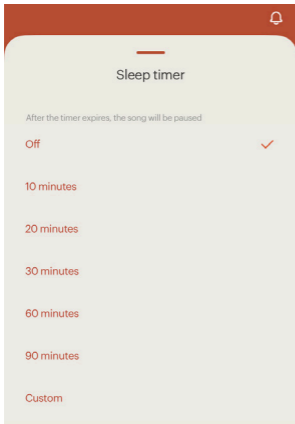 Sleep timer
After the timer expires, the song will be paused
Off
10 minutes
20 minutes
30 minutes
60 minutes
90 minutes
Custom